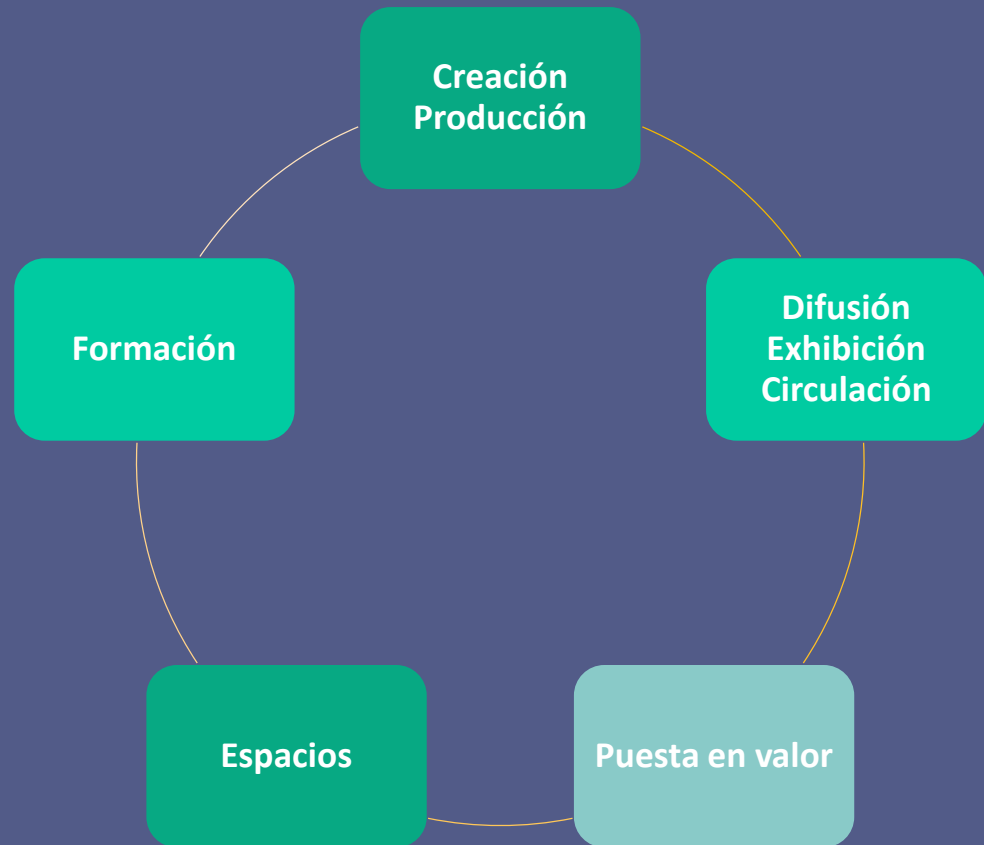 Creación
Producción
Formación
Difusión
Exhibición
Circulación
Espacios
Puesta en valor